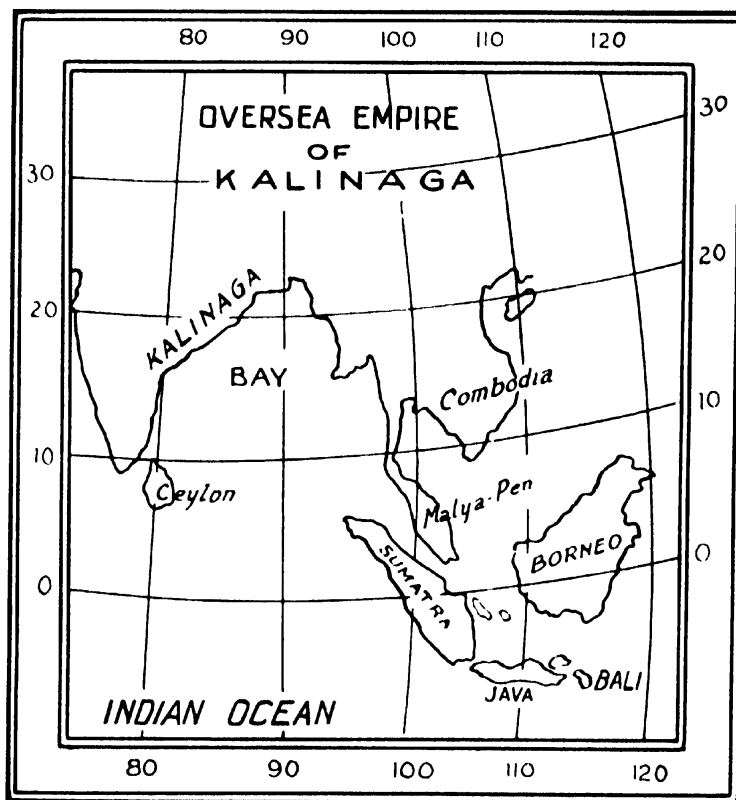 80 90 100 110 120
OVERSEA EMPIRE
OF
KALINAGA
30
30
20
20
KALINAGA
BAY
Combodia
10
10
Ceylon
Malya-Pen
BORNEO
0
0
SUMATRA
JAVA
BALI
INDIAN OCEAN
80 90 100 110 120